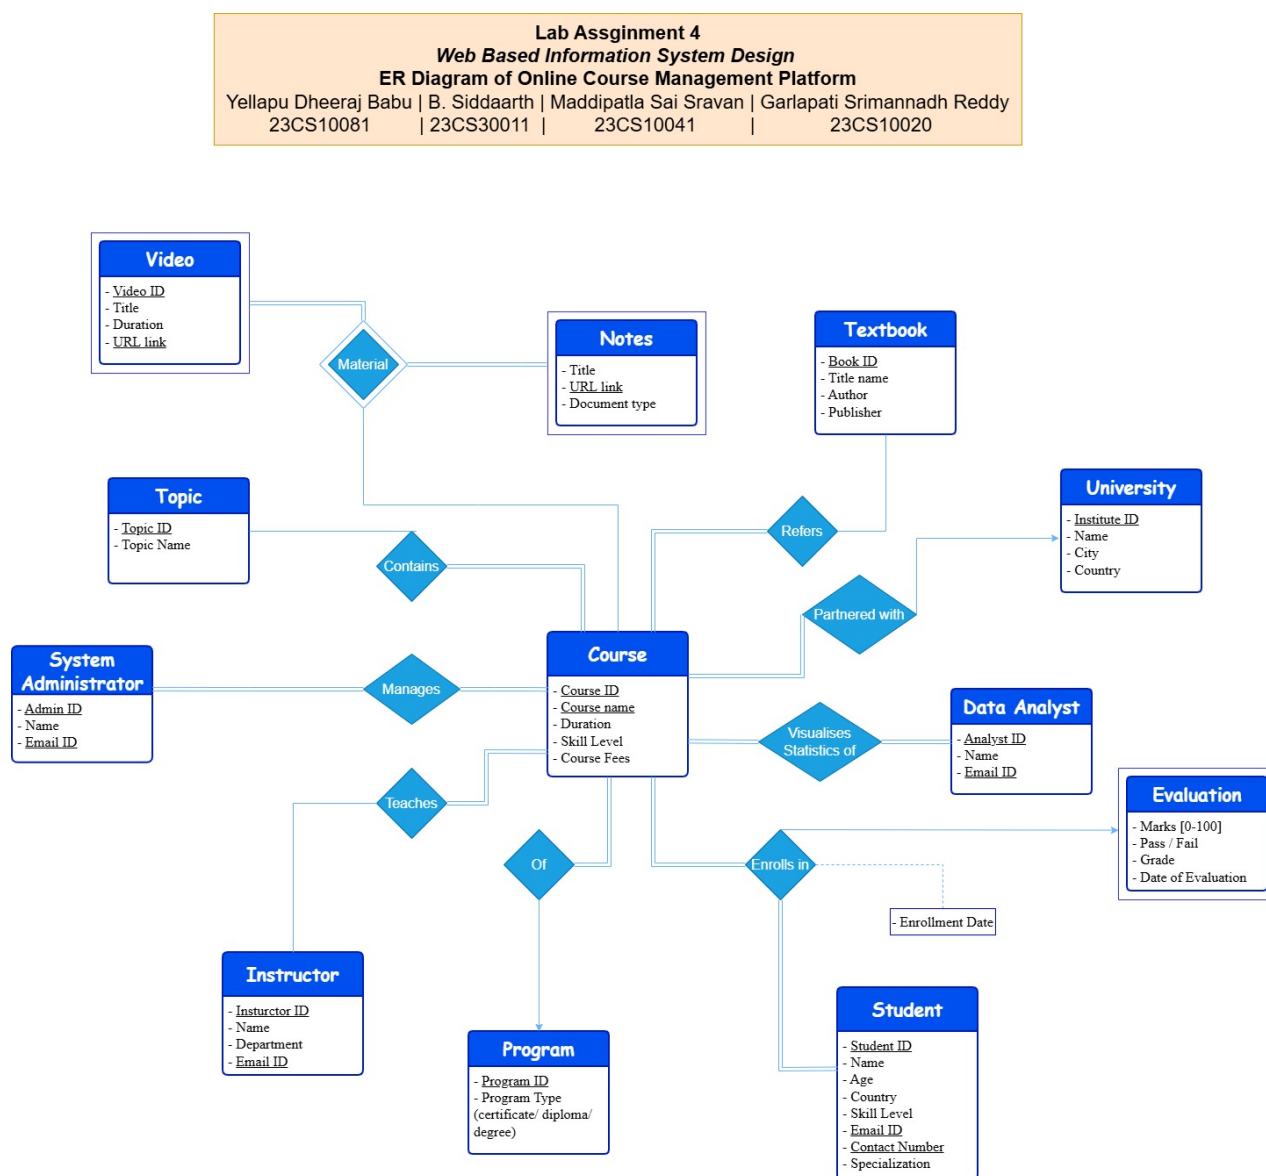 Lab Assginment 4
Web Based Information System Design
ER Diagram of Online Course Management Platform
Yellapu Dheeraj Babu | B. Siddaarth | Maddipatla Sai Sravan | Garlapati Srimannadh Reddy
23CS10081 | 23CS30011 | 23CS10041 | 23CS10020
Video
- Video ID
- Title
- Duration
- URL link
Material
Notes
- Title
- URL link
- Document type
Textbook
- Book ID
- Title name
- Author
- Publisher
Topic
- Topic ID
- Topic Name
Contains
Refers
University
- Institute ID
- Name
- City
- Country
Partnered with
System
Administrator
- Admin ID
- Name
- Email ID
Manages
Course
- Course ID
- Course name
- Duration
- Skill Level
- Course Fees
Visualises
Statistics of
Data Analyst
- Analyst ID
- Name
- Email ID
Teaches
Of
Enrolls in
Evaluation
- Marks [0-100]
- Pass / Fail
- Grade
- Date of Evaluation
- Enrollment Date
Instructor
- Insturctor ID
- Name
- Department
- Email ID
Program
- Program ID
- Program Type
(certificate/ diploma/
degree)
Student
- Student ID
- Name
- Age
- Country
- Skill Level
- Email ID
- Contact Number
- Specialization